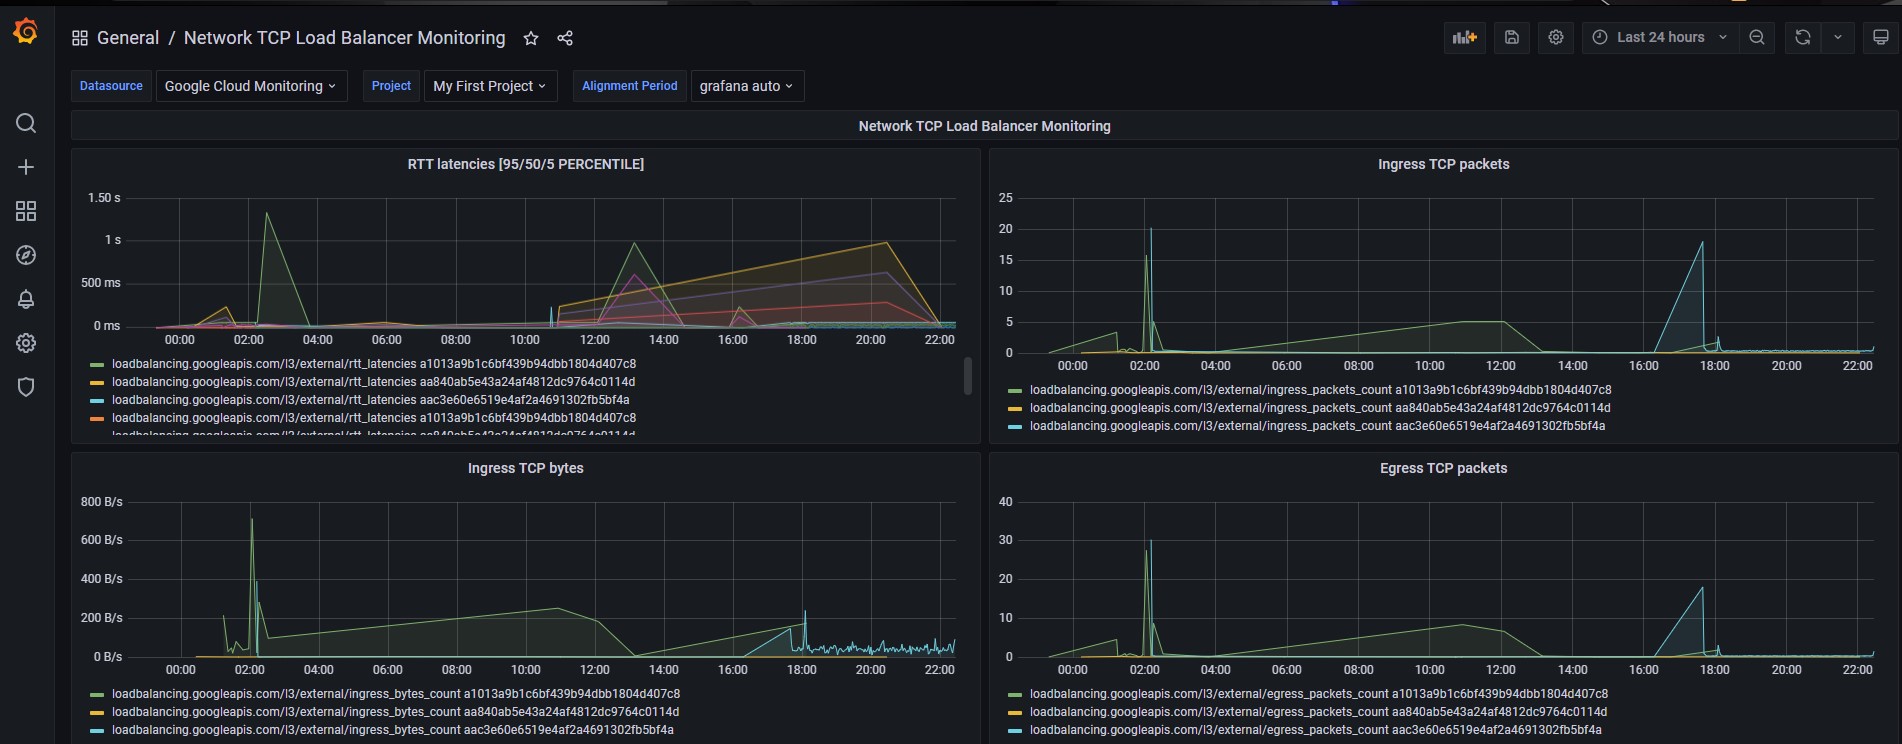 General / Network TCP Load Balancer Monitoring
Last 24 hours
Datasource Google Cloud Monitoring Project My First Project Alignment Period grafana auto
Network TCP Load Balancer Monitoring
RTT latencies [95/50/5 PERCENTILE]
1.50 s
1 s
500 ms
0 ms
00:00 02:00 04:00 06:00 08:00 10:00 12:00 14:00 16:00 18:00 20:00 22:00
loadbalancing.googleapis.com/l3/external/rtt_latencies a1013a9b1c6bf439b94dbb1804d407c8
loadbalancing.googleapis.com/l3/external/rtt_latencies aa840ab5e43a24af4812dc9764c0114d
loadbalancing.googleapis.com/l3/external/rtt_latencies aac3e60e6519e4af2a4691302fb5bf4a
loadbalancing.googleapis.com/l3/external/rtt_latencies a1013a9b1c6bf439b94dbb1804d407c8
loadbalancing.googleapis.com/l3/external/rtt_latencies aa840ab5e43a24af4812dc9764c0114d
Ingress TCP packets
25
20
15
10
5
0
00:00 02:00 04:00 06:00 08:00 10:00 12:00 14:00 16:00 18:00 20:00 22:00
loadbalancing.googleapis.com/l3/external/ingress_packets_count a1013a9b1c6bf439b94dbb1804d407c8
loadbalancing.googleapis.com/l3/external/ingress_packets_count aa840ab5e43a24af4812dc9764c0114d
loadbalancing.googleapis.com/l3/external/ingress_packets_count aac3e60e6519e4af2a4691302fb5bf4a
Ingress TCP bytes
800 B/s
600 B/s
400 B/s
200 B/s
0 B/s
00:00 02:00 04:00 06:00 08:00 10:00 12:00 14:00 16:00 18:00 20:00 22:00
loadbalancing.googleapis.com/l3/external/ingress_bytes_count a1013a9b1c6bf439b94dbb1804d407c8
loadbalancing.googleapis.com/l3/external/ingress_bytes_count aa840ab5e43a24af4812dc9764c0114d
loadbalancing.googleapis.com/l3/external/ingress_bytes_count aac3e60e6519e4af2a4691302fb5bf4a
Egress TCP packets
40
30
20
10
0
00:00 02:00 04:00 06:00 08:00 10:00 12:00 14:00 16:00 18:00 20:00 22:00
loadbalancing.googleapis.com/l3/external/egress_packets_count a1013a9b1c6bf439b94dbb1804d407c8
loadbalancing.googleapis.com/l3/external/egress_packets_count aa840ab5e43a24af4812dc9764c0114d
loadbalancing.googleapis.com/l3/external/egress_packets_count aac3e60e6519e4af2a4691302fb5bf4a